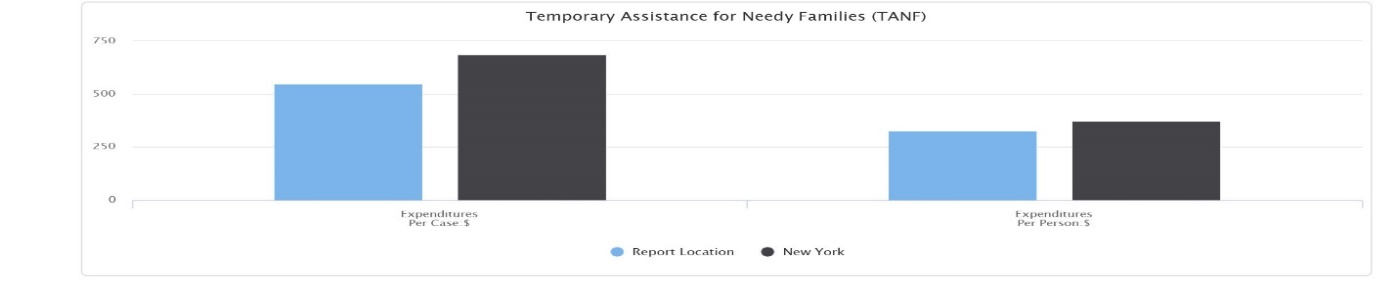 Temporary Assistance for Needy Families (TANF)
750
500
250
0
Expenditures
Per Case $
Expenditures
Per Person $
Report Location
New York